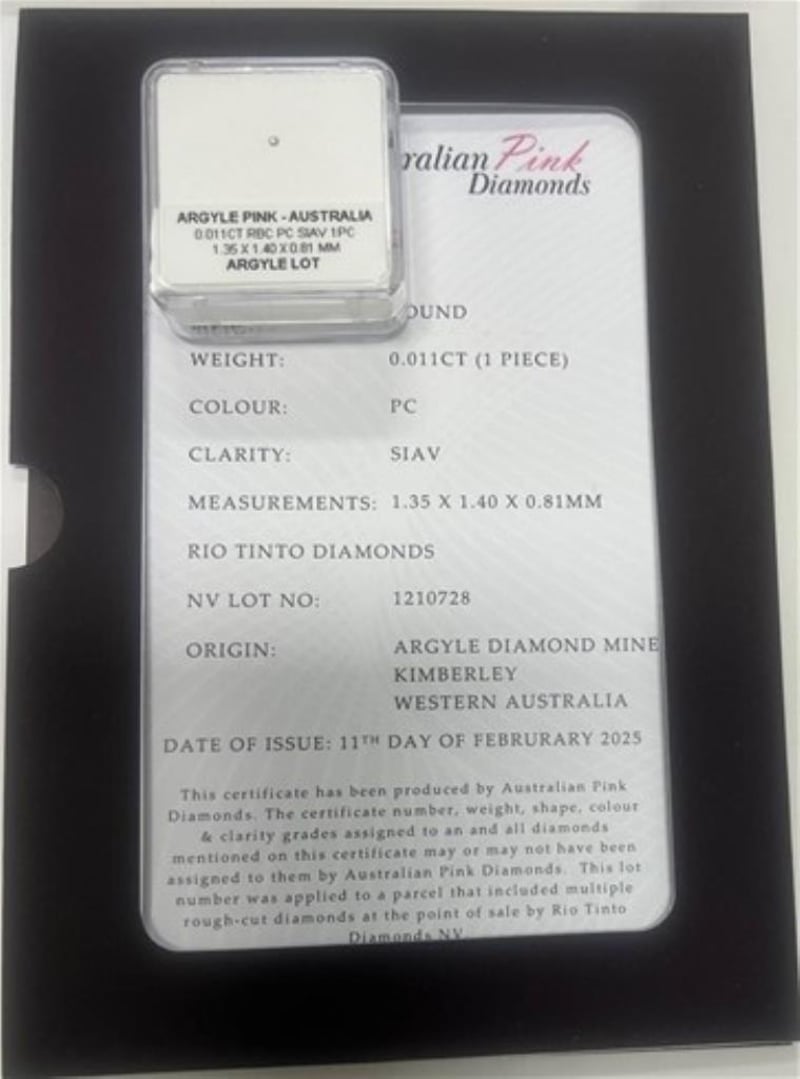 ralian Pink
Diamonds
ARGYLE PINK - AUSTRALIA
0.011CT RBC PC SIAV 1PC
1.35 X 1.40 X 0.81 MM
ARGYLE LOT
OUND
WEIGHT: 0.011CT (1 PIECE)
COLOUR: PC
CLARITY: SIAV
MEASUREMENTS: 1.35 X 1.40 X 0.81MM
RIO TINTO DIAMONDS
NV LOT NO: 1210728
ORIGIN: ARGYLE DIAMOND MINE
KIMBERLEY
WESTERN AUSTRALIA
DATE OF ISSUE: 11TH DAY OF FEBRURARY 2025
This certificate has been produced by Australian Pink
Diamonds. The certificate number, weight, shape, colour
& clarity grades assigned to an and all diamonds
mentioned on this certificate may or may not have been
assigned to them by Australian Pink Diamonds. This lot
number was applied to a parcel that included multiple
rough-cut diamonds at the point of sale by Rio Tinto
Diamonds NV